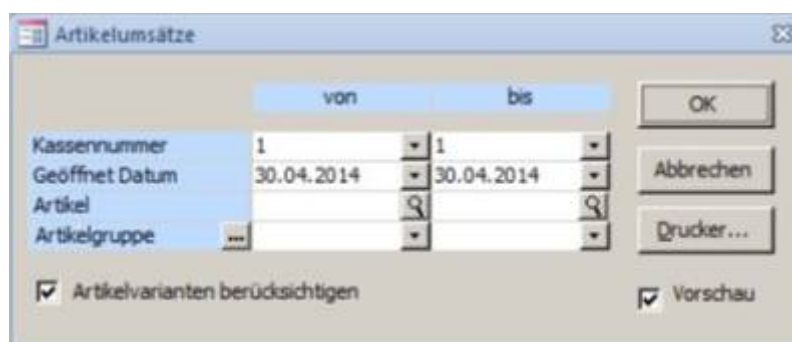 Artikelumsätze
von bis
OK
Kassennummer 1 1
Geöffnet Datum 30.04.2014 30.04.2014
Abbrechen
Artikel
Artikelgruppe ...
Drucker...
Artikelvarianten berücksichtigen
Vorschau